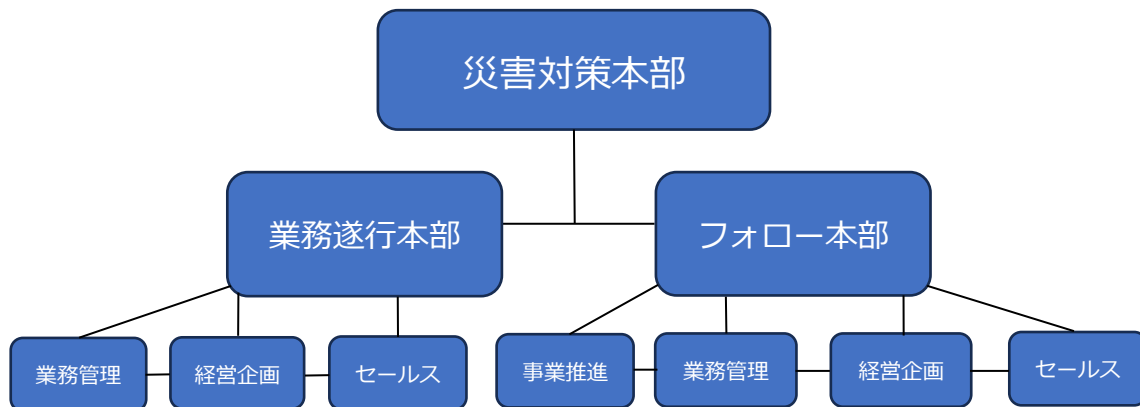 災害対策本部
業務遂行本部
フォロー本部
業務管理
経営企画
セールス
事業推進
業務管理
経営企画
セールス